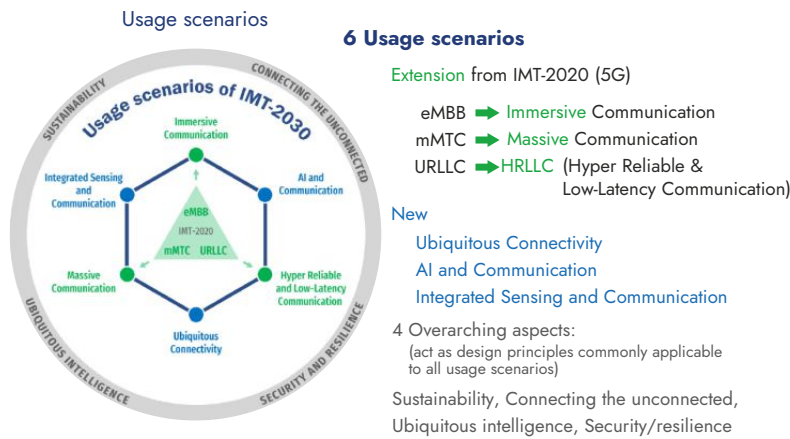 Usage scenarios
SUSTAINABILITY
CONNECTING THE UNCONNECTED
Usage scenarios of IMT-2030
Immersive
Communication
Integrated Sensing
and
Communication
AI and
Communication
eMBB
IMT-2020
mMTC URLLC
Massive
Communication
Hyper Reliable
and Low-Latency
Communication
Ubiquitous
Connectivity
UBIQUITOUS INTELLIGENCE
SECURITY AND RESILIENCE
6 Usage scenarios
Extension from IMT-2020 (5G)
eMBB Immersive Communication
mMTC Massive Communication
URLLC HRLLC (Hyper Reliable &
Low-Latency Communication)
New
Ubiquitous Connectivity
AI and Communication
Integrated Sensing and Communication
4 Overarching aspects:
(act as design principles commonly applicable
to all usage scenarios)
Sustainability, Connecting the unconnected,
Ubiquitous intelligence, Security/resilience